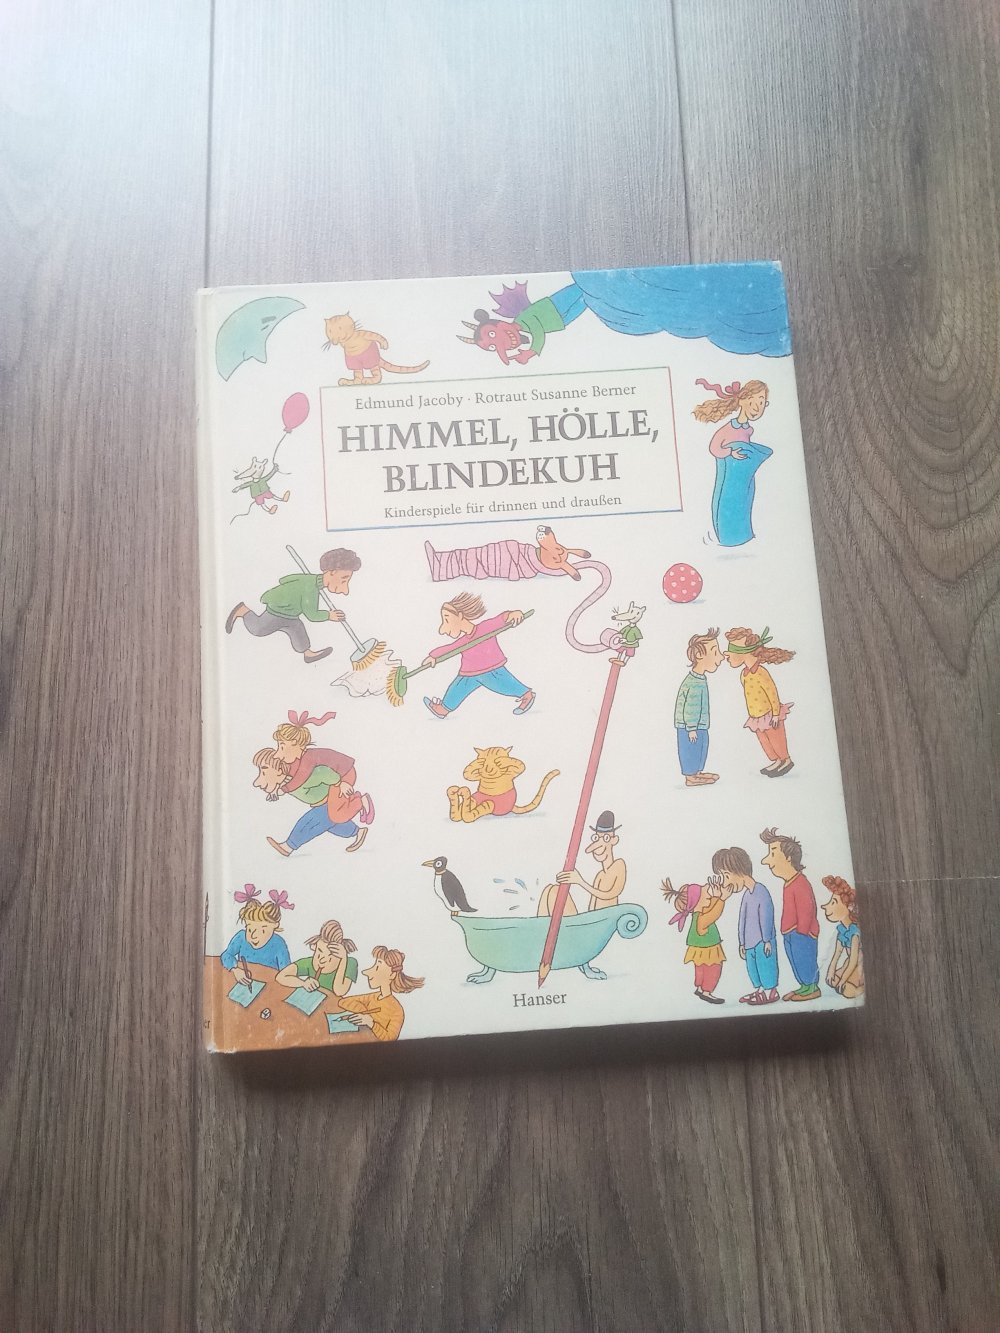 Edmund Jacoby · Rotraut Susanne Berner
HIMMEL, HÖLLE,
BLINDEKUH
Kinderspiele für drinnen und draußen
Hanser